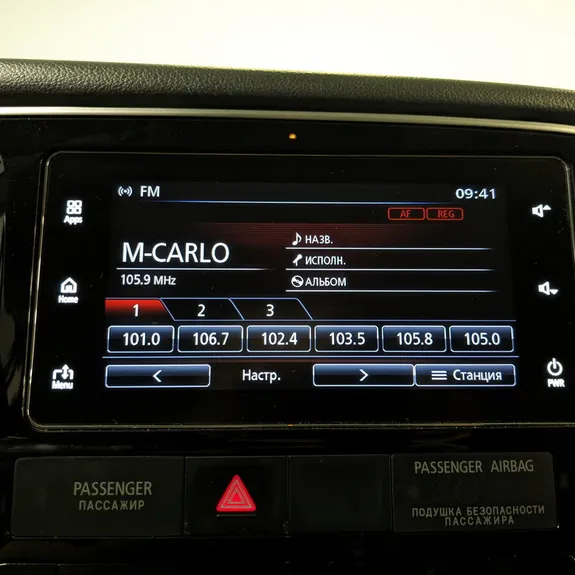 FM
09:41
AF REG
Apps
M-CARLO
105.9 MHz
НАЗВ.
ИСПОЛН.
АЛЬБОМ
Home
1 2 3
101.0 106.7 102.4 103.5 105.8 105.0
< Настр. > Станция
Menu
PWR
PASSENGER
ПАССАЖИР
PASSENGER AIRBAG
ПОДУШКА БЕЗОПАСНОСТИ
ПАССАЖИРА